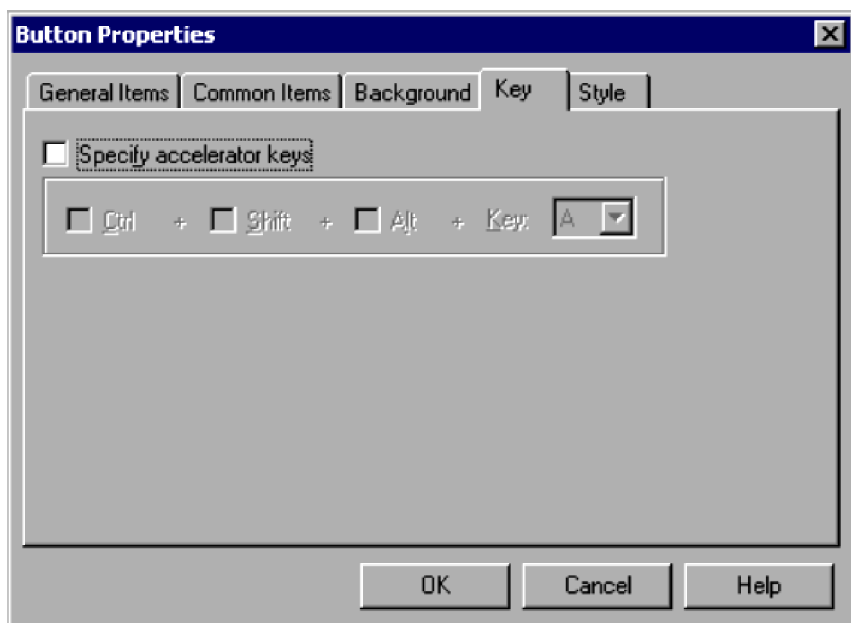 Button Properties
General Items Common Items Background Key Style
Specify accelerator keys
Ctrl + Shift + Alt + Key: A
OK Cancel Help